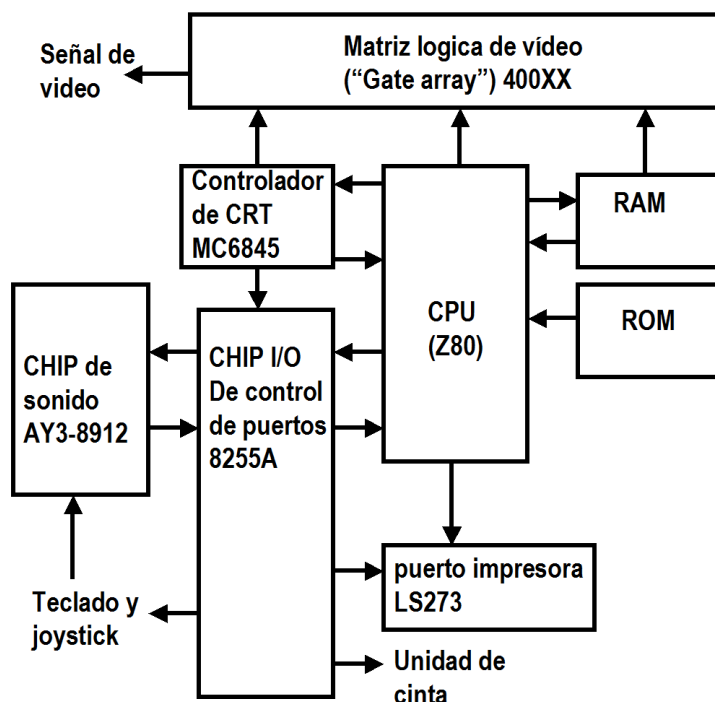 Señal de
video
Matriz logica de vídeo
(“Gate array”) 400XX
Controlador
de CRT
MC6845
CPU
(Z80)
RAM
ROM
CHIP de
sonido
AY3-8912
CHIP I/O
De control
de puertos
8255A
puerto impresora
LS273
Teclado y
joystick
Unidad de
cinta